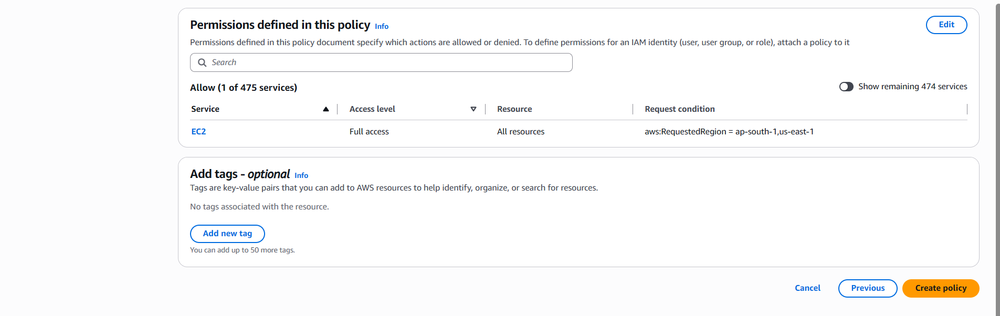 Permissions defined in this policy Info
Edit
Permissions defined in this policy document specify which actions are allowed or denied. To define permissions for an IAM identity (user, user group, or role), attach a policy to it
Search
Allow (1 of 475 services)
Show remaining 474 services
Service Access level Resource Request condition
EC2 Full access All resources aws:RequestedRegion = ap-south-1,us-east-1
Add tags - optional Info
Tags are key-value pairs that you can add to AWS resources to help identify, organize, or search for resources.
No tags associated with the resource.
Add new tag
You can add up to 50 more tags.
Cancel Previous Create policy